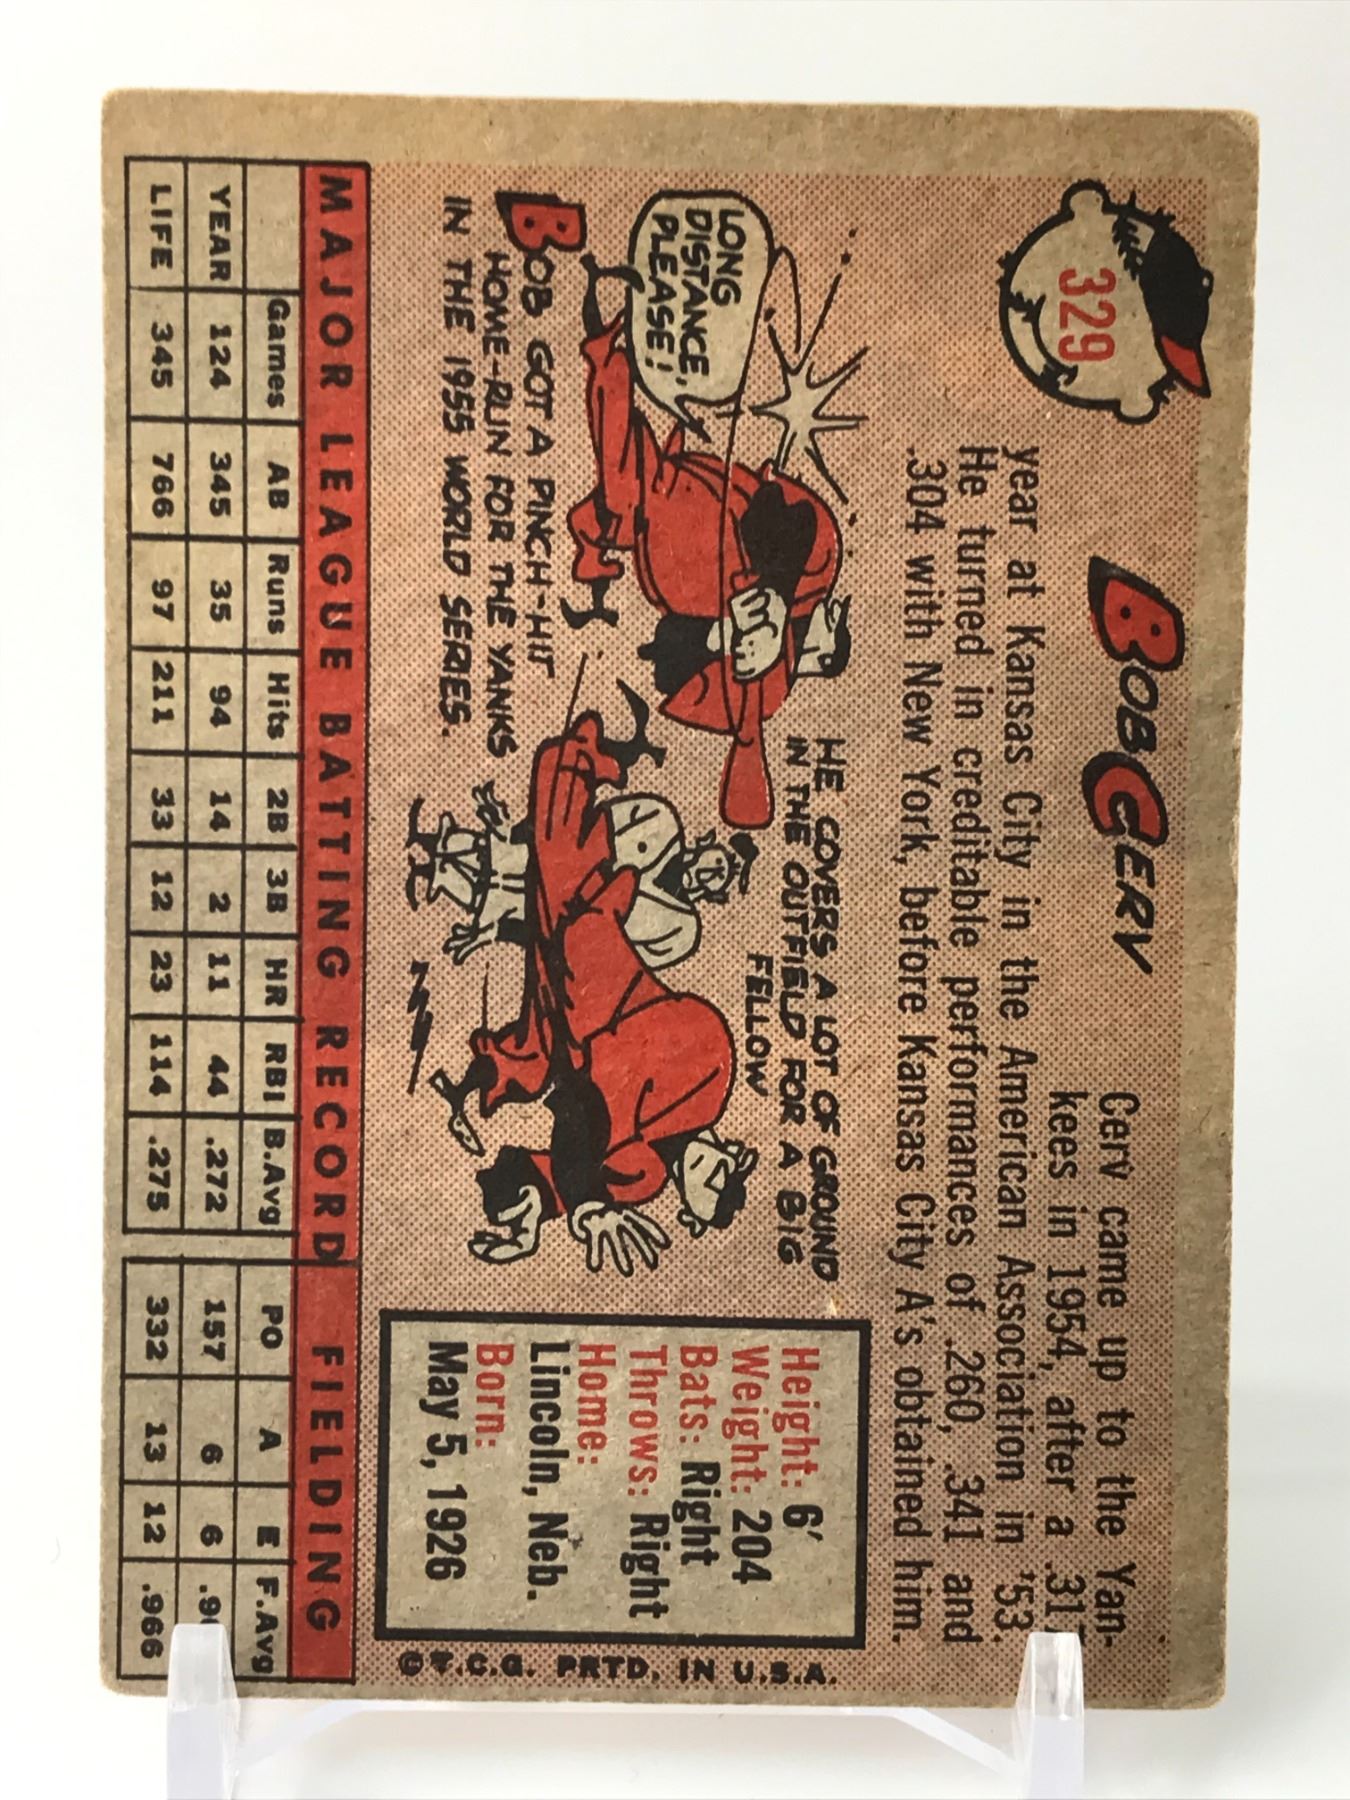 329
BOB CERV
Cerv came up to the Yan-
kees in 1954, after a .31
year at Kansas City in the American Association in '53.
He turned in creditable performances of .260, .341 and
.304 with New York, before Kansas City A's obtained him.
LONG
DISTANCE,
PLEASE!
BOB GOT A PINCH-HIT
HOME-RUN FOR THE YANKS
IN THE 1955 WORLD SERIES.
HE COVERS A LOT OF GROUND
IN THE OUTFIELD FOR A BIG
FELLOW
Height: 6'
Weight: 204
Bats: Right
Throws: Right
Home:
Lincoln, Neb.
Born:
May 5, 1926
© T.C.G. PRTD. IN U.S.A.
MAJOR LEAGUE BATTING RECORD FIELDING
Games AB Runs Hits 2B 3B HR RBI B.Avg PO A E F.Avg
YEAR 124 345 35 94 14 2 11 44 .272 157 6 6
LIFE 345 766 97 211 33 12 23 114 .275 332 13 12 .966